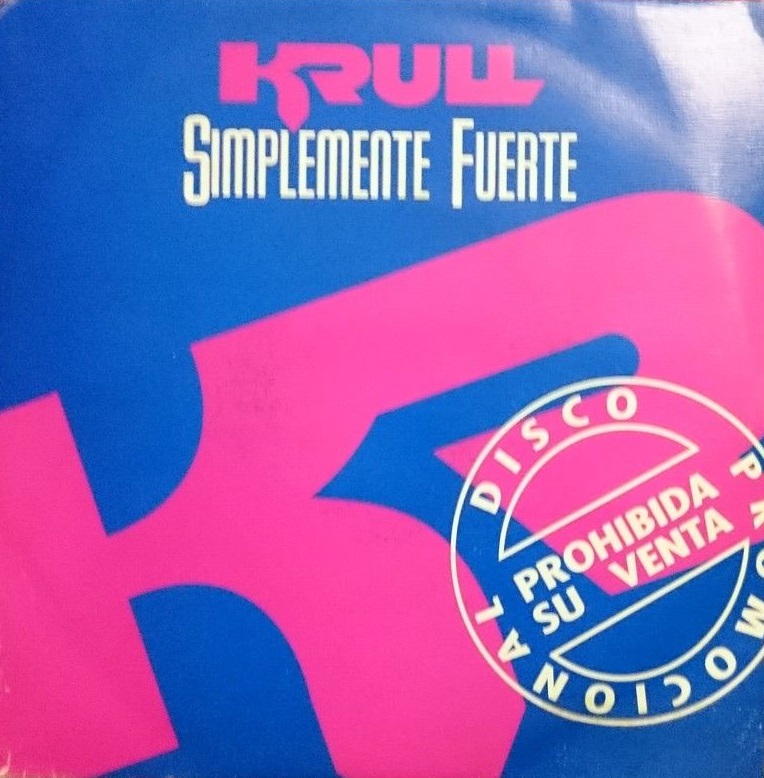 KRULL
SIMPLEMENTE FUERTE
DISCO PROMOCIONAL
PROHIBIDA
SU VENTA